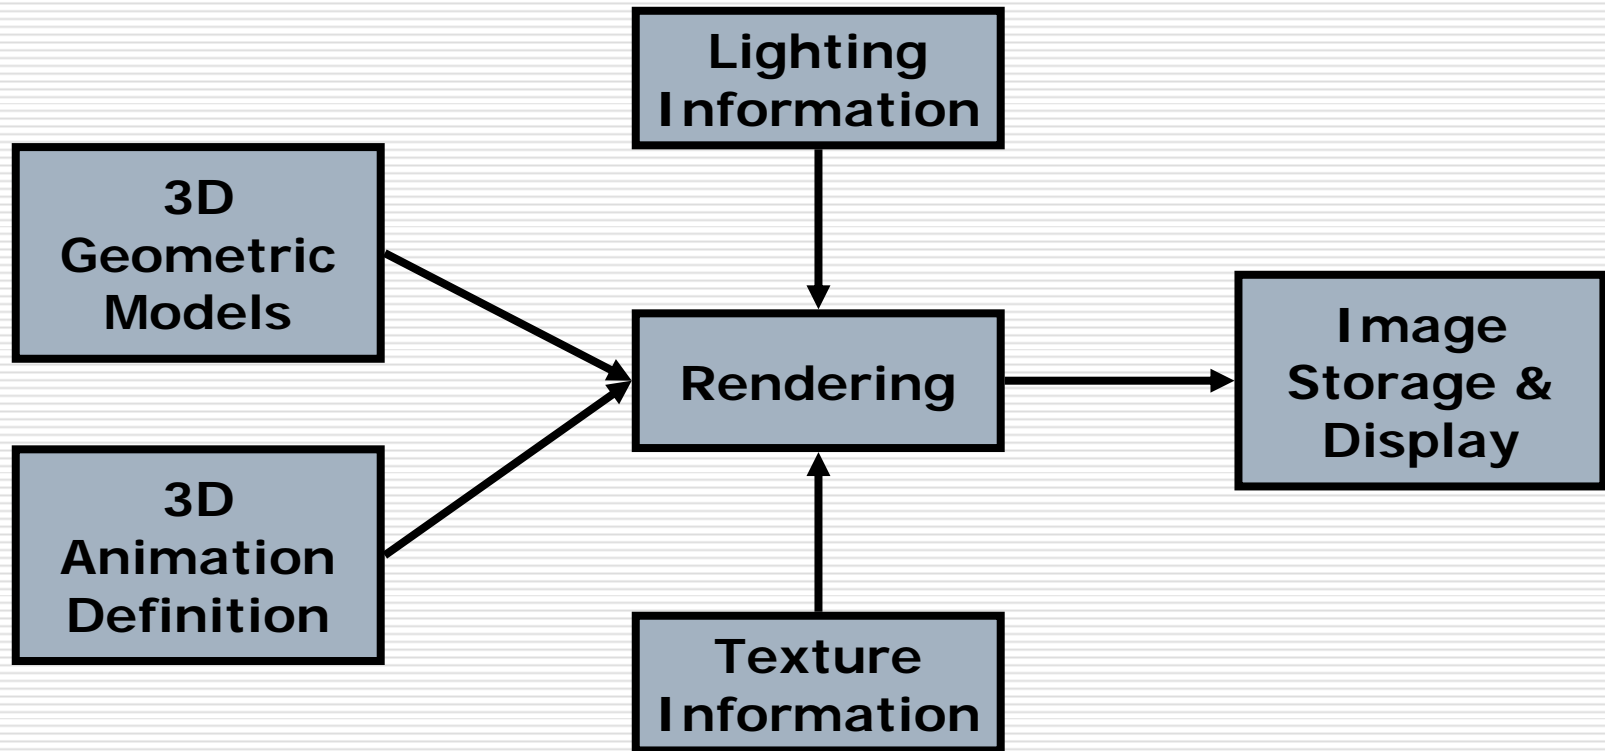 Lighting
Information
3D
Geometric
Models
Rendering
Image
Storage &
Display
3D
Animation
Definition
Texture
Information